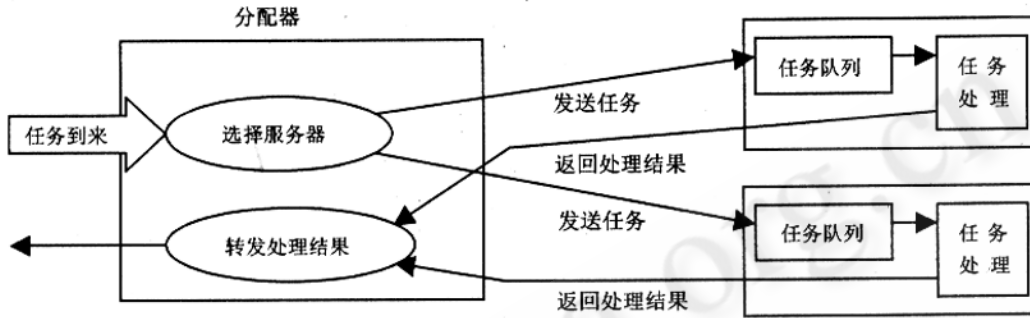 分配器
任务到来
选择服务器
发送任务
任务队列
任务
处理
返回处理结果
发送任务
任务队列
任务
处理
转发处理结果
返回处理结果
org.cn